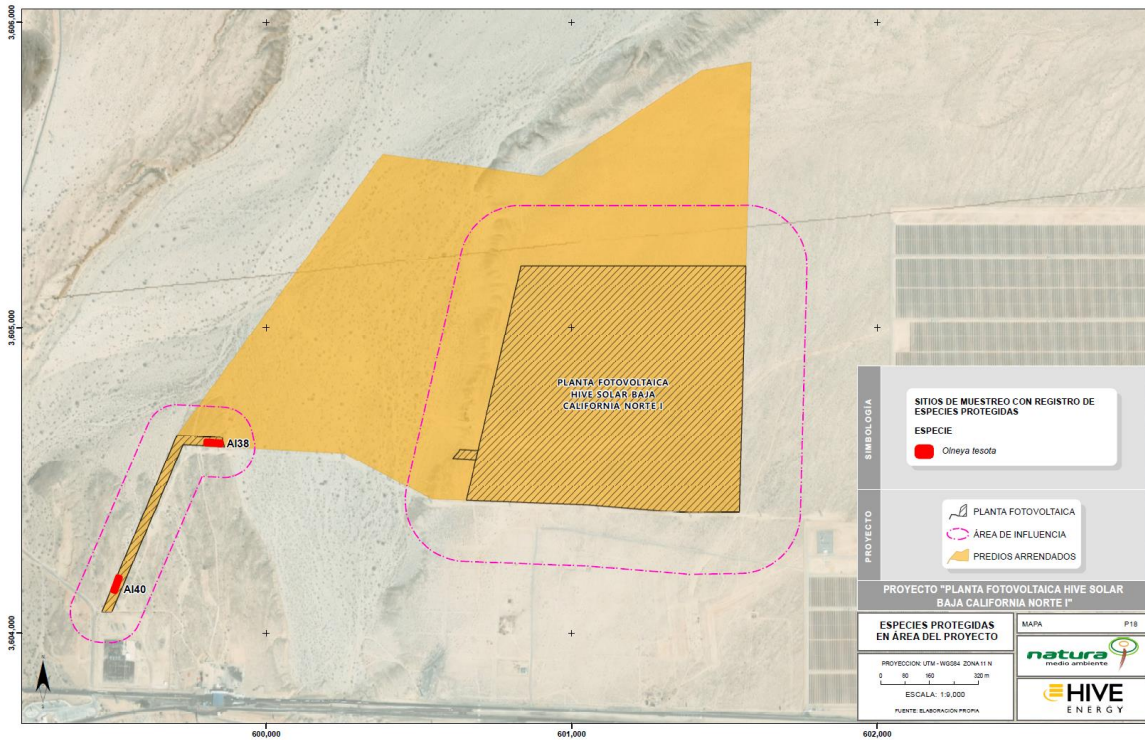 3,606,000
3,605,000
3,604,000
PLANTA FOTOVOLTAICA
HIVE SOLAR BAJA
CALIFORNIA NORTE I
AI38
AI40
SIMBOLOGÍA
SITIOS DE MUESTREO CON REGISTRO DE
ESPECIES PROTEGIDAS
ESPECIE
Olneya tesota
PROYECTO
PLANTA FOTOVOLTAICA
ÁREA DE INFLUENCIA
PREDIOS ARRENDADOS
PROYECTO "PLANTA FOTOVOLTAICA HIVE SOLAR
BAJA CALIFORNIA NORTE I"
ESPECIES PROTEGIDAS
EN ÁREA DEL PROYECTO
MAPA P18
PROYECCION: UTM - WGS84 ZONA 11 N
0 80 160 320 m
ESCALA: 1:9,000
FUENTE: ELABORACIÓN PROPIA
natura
medio ambiente
HIVE
ENERGY
600,000 601,000 602,000